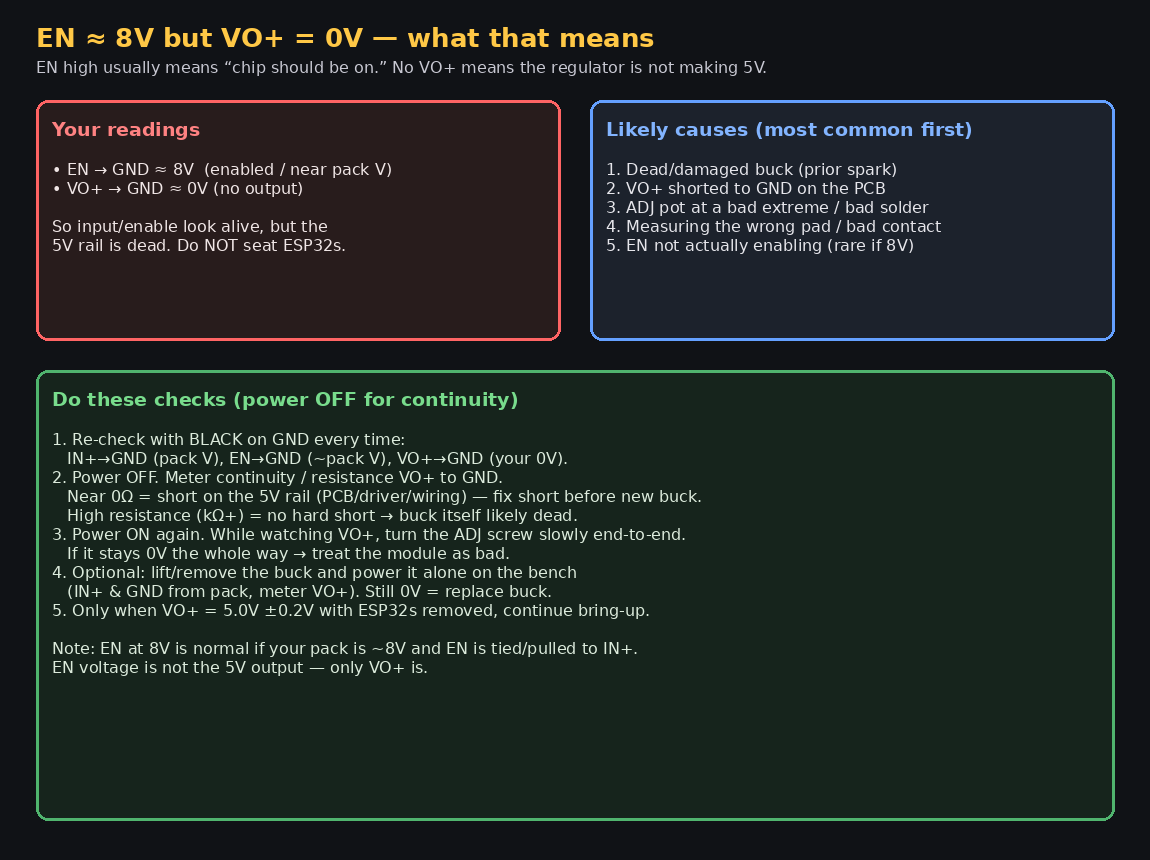 EN ≈ 8V but VO+ = 0V — what that means
EN high usually means “chip should be on.” No VO+ means the regulator is not making 5V.
Your readings
• EN → GND ≈ 8V  (enabled / near pack V)
• VO+ → GND ≈ 0V (no output)
So input/enable look alive, but the
5V rail is dead. Do NOT seat ESP32s.
Likely causes (most common first)
1. Dead/damaged buck (prior spark)
2. VO+ shorted to GND on the PCB
3. ADJ pot at a bad extreme / bad solder
4. Measuring the wrong pad / bad contact
5. EN not actually enabling (rare if 8V)
Do these checks (power OFF for continuity)
1. Re-check with BLACK on GND every time:
IN+→GND (pack V), EN→GND (~pack V), VO+→GND (your 0V).
2. Power OFF. Meter continuity / resistance VO+ to GND.
Near 0Ω = short on the 5V rail (PCB/driver/wiring) — fix short before new buck.
High resistance (kΩ+) = no hard short → buck itself likely dead.
3. Power ON again. While watching VO+, turn the ADJ screw slowly end-to-end.
If it stays 0V the whole way → treat the module as bad.
4. Optional: lift/remove the buck and power it alone on the bench
(IN+ & GND from pack, meter VO+). Still 0V = replace buck.
5. Only when VO+ = 5.0V ±0.2V with ESP32s removed, continue bring-up.
Note: EN at 8V is normal if your pack is ~8V and EN is tied/pulled to IN+.
EN voltage is not the 5V output — only VO+ is.